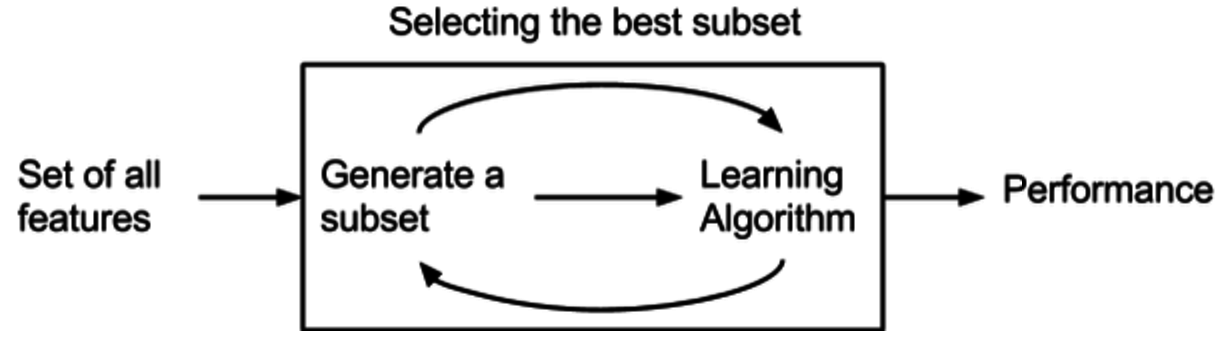 Selecting the best subset
Set of all
features
Generate a
subset
Learning
Algorithm
Performance